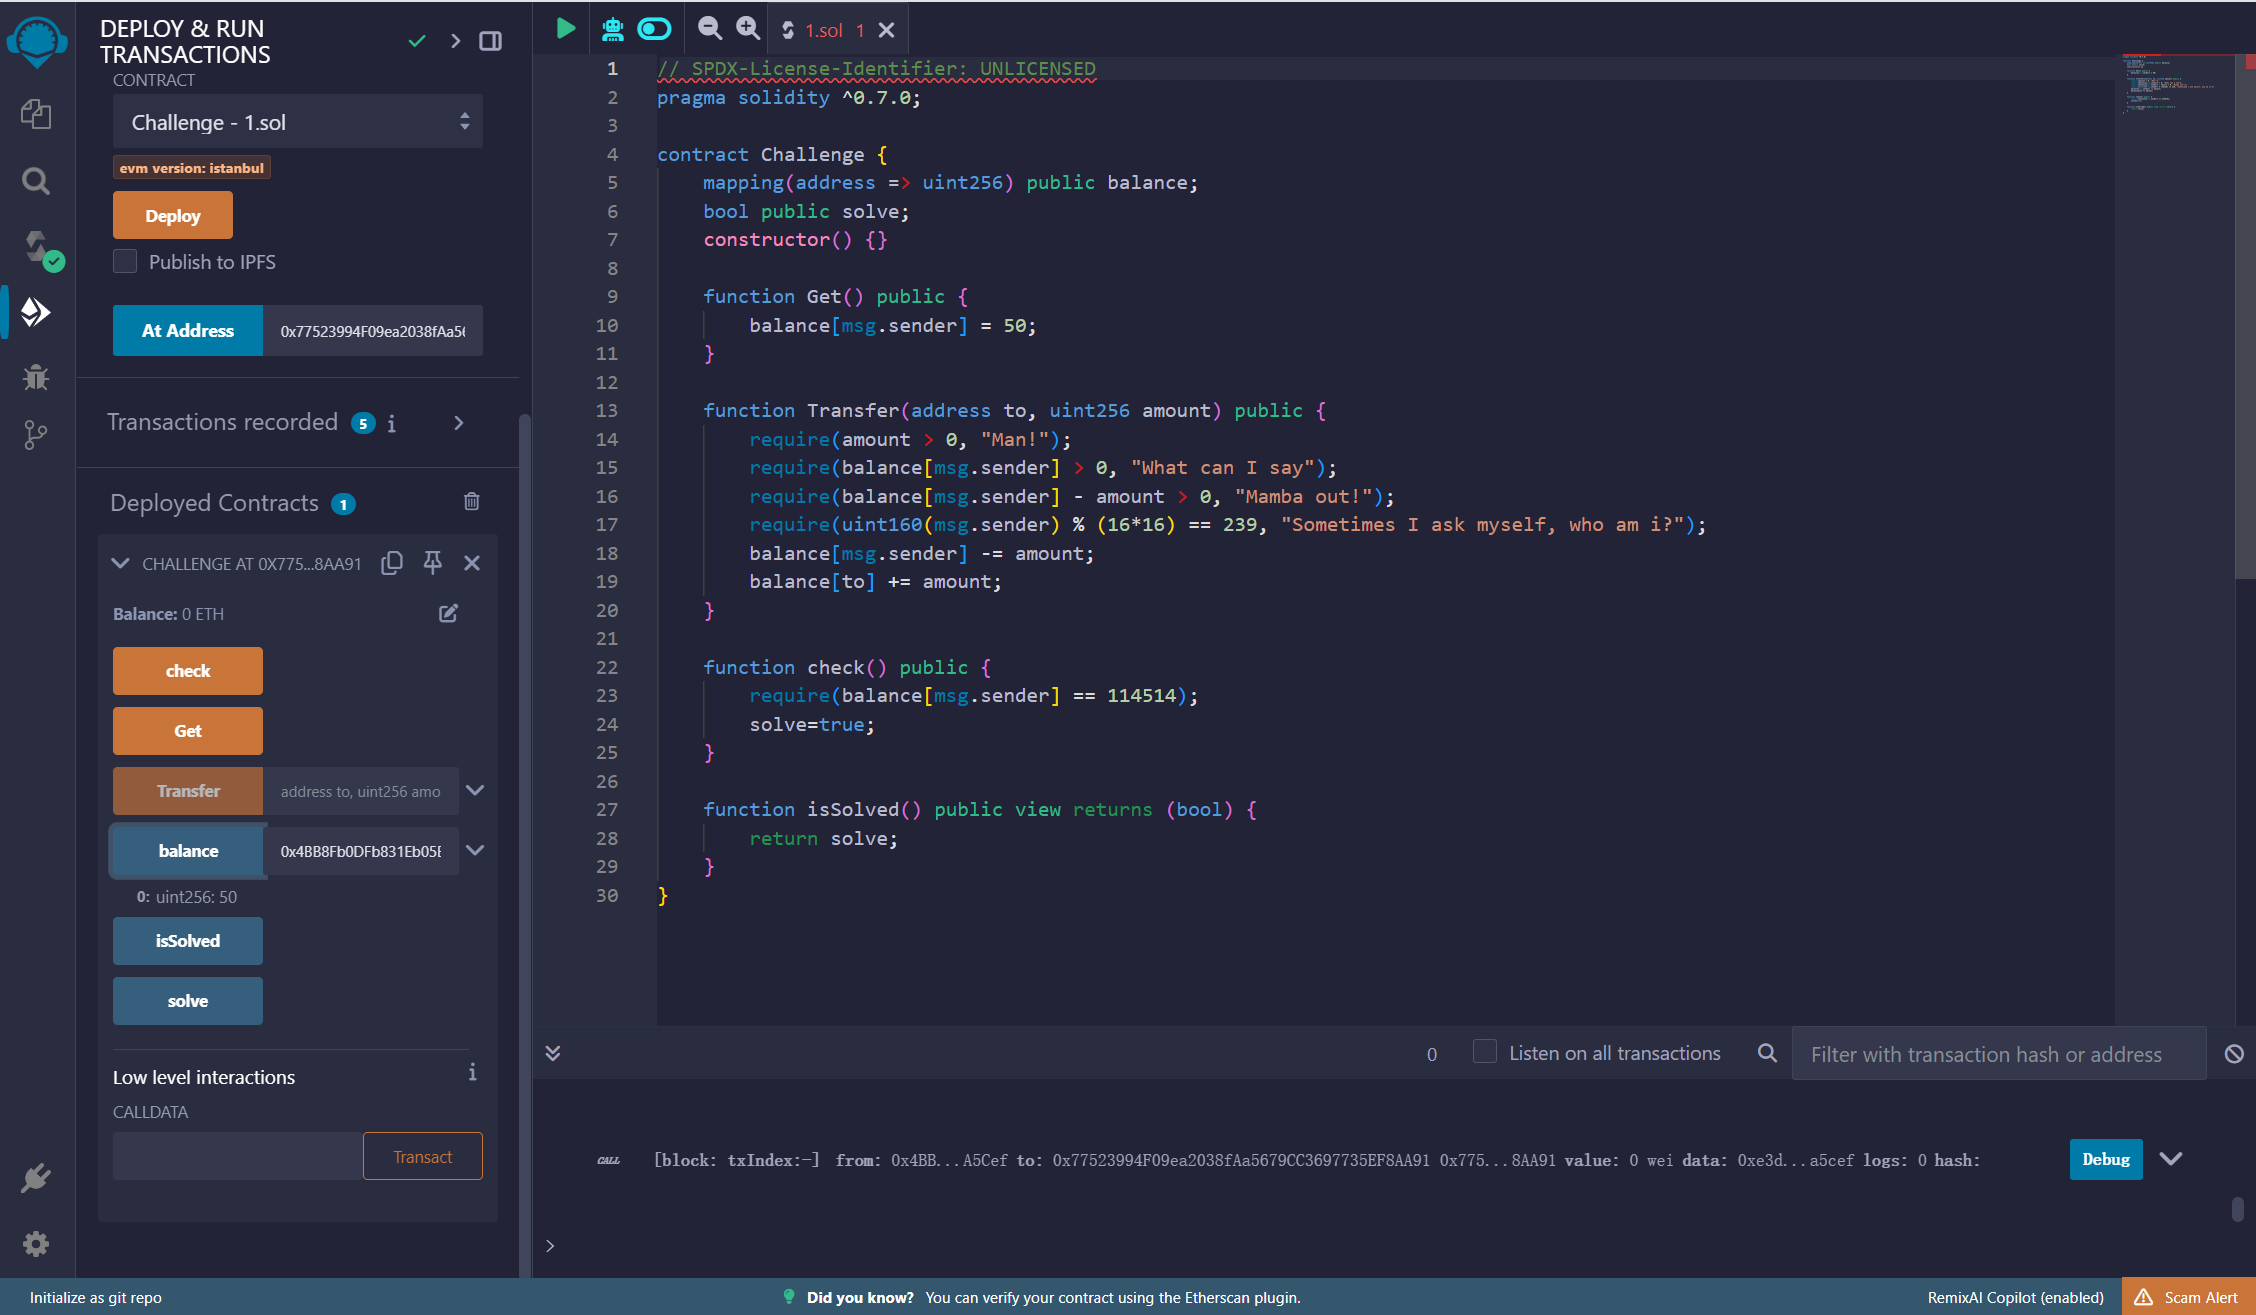 DEPLOY & RUN
TRANSACTIONS
CONTRACT
Challenge - 1.sol
evm version: istanbul
Deploy
Publish to IPFS
At Address
0x77523994F09ea2038fAa56
Transactions recorded 5 i
Deployed Contracts 1
CHALLENGE AT 0X775...8AA91
Balance: 0 ETH
check
Get
Transfer
address to, uint256 amo
balance
0x4BB8Fb0DFb831Eb05E
0: uint256: 50
isSolved
solve
Low level interactions
i
CALLDATA
Transact
1.sol 1
1 // SPDX-License-Identifier: UNLICENSED
2 pragma solidity ^0.7.0;
3
4 contract Challenge {
5 mapping(address => uint256) public balance;
6 bool public solve;
7 constructor() {}
8
9 function Get() public {
10 balance[msg.sender] = 50;
11 }
12
13 function Transfer(address to, uint256 amount) public {
14 require(amount > 0, "Man!");
15 require(balance[msg.sender] > 0, "What can I say");
16 require(balance[msg.sender] - amount > 0, "Mamba out!");
17 require(uint160(msg.sender) % (16*16) == 239, "Sometimes I ask myself, who am i?");
18 balance[msg.sender] -= amount;
19 balance[to] += amount;
20 }
21
22 function check() public {
23 require(balance[msg.sender] == 114514);
24 solve=true;
25 }
26
27 function isSolved() public view returns (bool) {
28 return solve;
29 }
30 }
0
Listen on all transactions
Filter with transaction hash or address
CALL [block: txIndex:-] from: 0x4BB...A5Cef to: 0x77523994F09ea2038fAa5679CC3697735EF8AA91 0x775...8AA91 value: 0 wei data: 0xe3d...a5cef logs: 0 hash:
Debug
>
Initialize as git repo
Did you know? You can verify your contract using the Etherscan plugin.
RemixAI Copilot (enabled)
Scam Alert